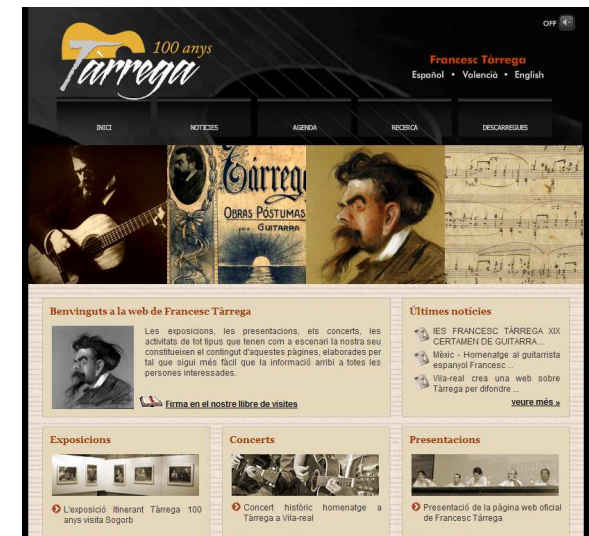 OFF
100 anys
Tàrrega
Francesc Tàrrega
Español • Valencià • English
INICI
NOTICIES
AGENDA
RECERCA
DESCARREGUES
Tárreg
OBRAS PÓSTUMAS
para GUITARRA
Benvinguts a la web de Francesc Tàrrega
Les exposicions, les presentacions, els concerts, les
activitats de tot tipus que tenen com a escenari la nostra seu
constitueixen el contingut d'aquestes pàgines, elaborades per
tal que sigui més fàcil que la informació arribi a totes les
persones interessades.
Firma en el nostre llibre de visites
Últimes notícies
IES FRANCESC TÀRREGA XIX
CERTAMEN DE GUITARRA ...
Mèxic - Homenatge al guitarrista
espanyol Francesc ...
Vila-real crea una web sobre
Tàrrega per difondre ...
veure més »
Exposicions
L'exposició Itinerant Tàrrega 100
anys visita Sogorb
Concerts
Concert històric homenatge a
Tàrrega a Vila-real
Presentacions
Presentació de la pàgina web oficial
de Francesc Tàrrega